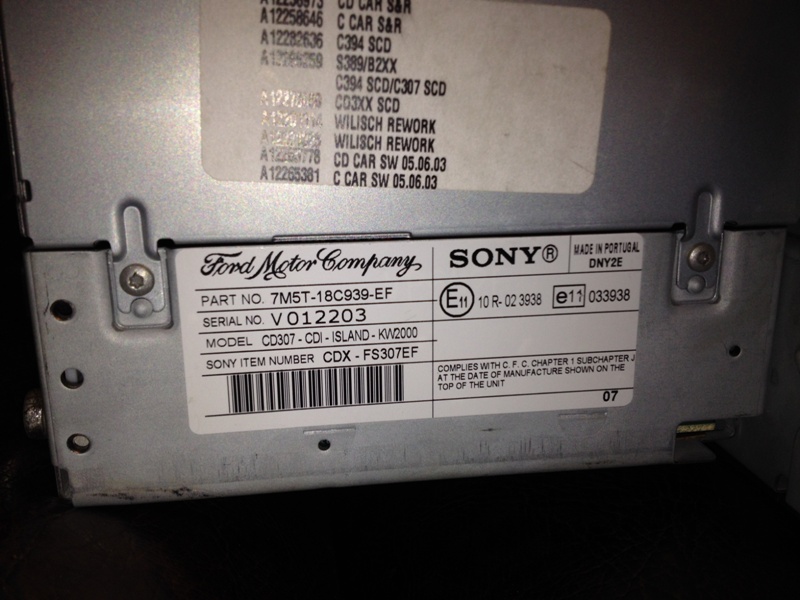 CD CAR S&R
A12258646 C CAR S&R
A12282636 C394 SCD
S389/B2XX
C394 SCD/C307 SCD
CD3XX SCD
WILISCH REWORK
WILISCH REWORK
CD CAR SW 05.06.03
A12265381 C CAR SW 05.06.03
Ford Motor Company
SONY®
MADE IN PORTUGAL
DNY2E
PART NO. 7M5T-18C939-EF
SERIAL NO. V 012203
MODEL CD307 - CDI - ISLAND - KW2000
SONY ITEM NUMBER CDX - FS307EF
E11 10 R- 02 3938 e11 033938
COMPLIES WITH C. F. C. CHAPTER 1 SUBCHAPTER J
AT THE DATE OF MANUFACTURE SHOWN ON THE
TOP OF THE UNIT
07